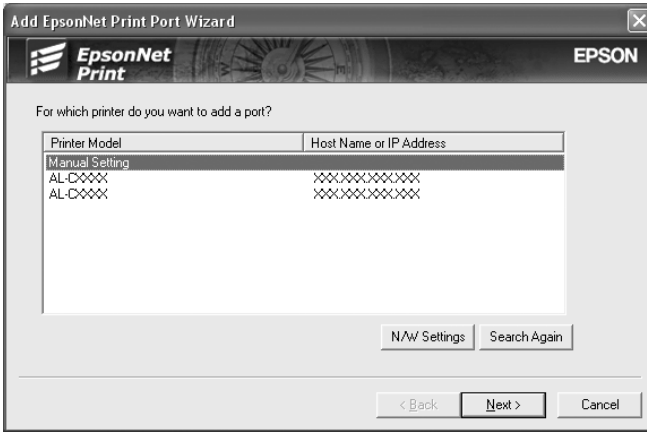 Add EpsonNet Print Port Wizard
EpsonNet
Print
EPSON
For which printer do you want to add a port?
Printer Model Host Name or IP Address
Manual Setting
AL-CXXXX XXX.XXX.XXX.XXX
AL-CXXXX XXX.XXX.XXX.XXX
N/W Settings Search Again
< Back Next > Cancel